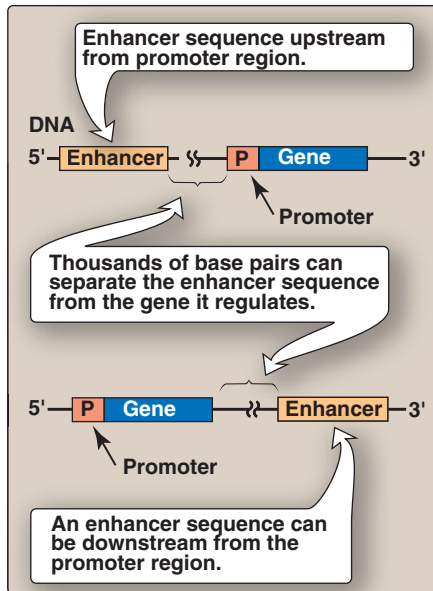 Enhancer sequence upstream
from promoter region.
DNA
5' Enhancer P Gene 3'
Promoter
Thousands of base pairs can
separate the enhancer sequence
from the gene it regulates.
5' P Gene Enhancer 3'
Promoter
An enhancer sequence can
be downstream from the
promoter region.